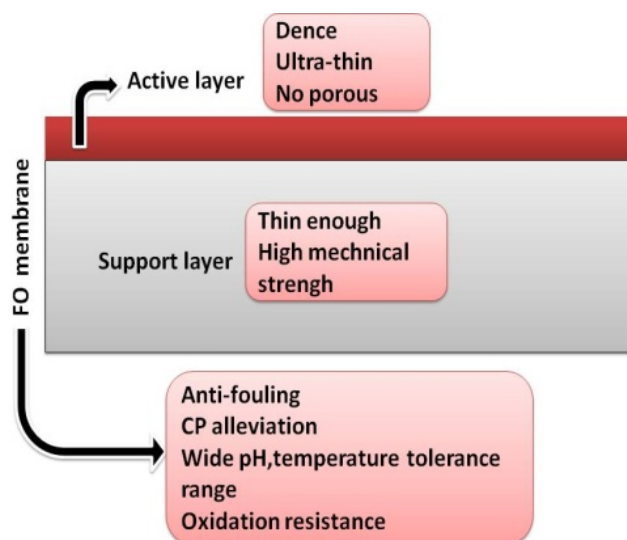 Dence
Ultra-thin
No porous
Active layer
FO membrane
Support layer
Thin enough
High mechnical
strengh
Anti-fouling
CP alleviation
Wide pH,temperature tolerance
range
Oxidation resistance